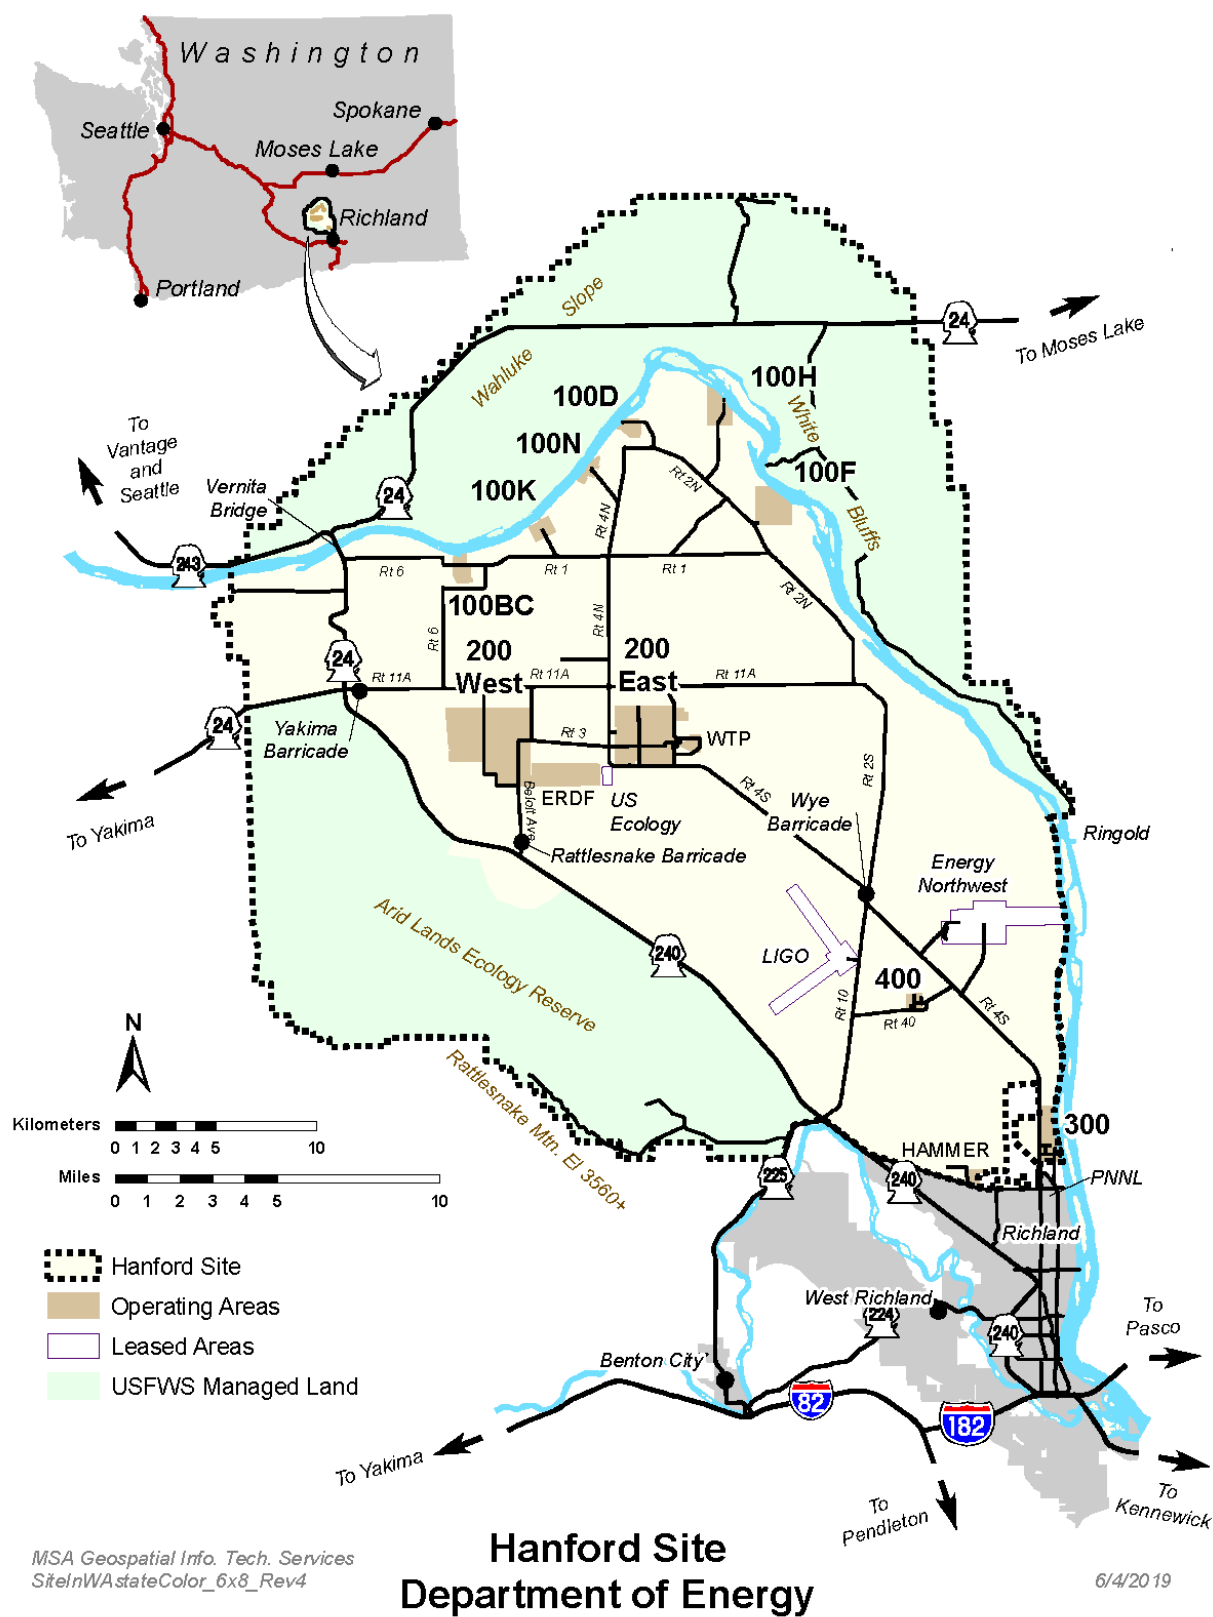 Washington
Spokane
Seattle
Moses Lake
Richland
Portland
Slope
24
To Moses Lake
Wahluke
100H
100D
White
To
Vantage
and
Seattle
100N
100F
Vernita
Bridge
24
100K
Rt 2N
Rt 4N
Bluffs
243
Rt 6
Rt 1
Rt 1
Rt 2N
100BC
Rt 4N
Rt 6
24
200
West
200
East
Rt 11A
Rt 11A
Rt 11A
24
Yakima
Barricade
Rt 3
WTP
Rt 2S
To Yakima
ERDF
US
Ecology
Rt 4S
Wye
Barricade
Beloit Ave
Rattlesnake Barricade
Ringold
Energy
Northwest
Arid Lands Ecology Reserve
240
LIGO
400
Rt 10
Rt 40
Rt 4S
N
Rattlesnake Mtn. El 3560+
Kilometers
0 1 2 3 4 5 10
Miles
0 1 2 3 4 5 10
300
HAMMER
225
240
PNNL
Richland
Hanford Site
Operating Areas
Leased Areas
USFWS Managed Land
West Richland
224
240
To
Pasco
Benton City
82
182
To Yakima
To
Pendleton
To
Kennewick
Hanford Site
Department of Energy
MSA Geospatial Info. Tech. Services
SiteInWAstateColor_6x8_Rev4
6/4/2019